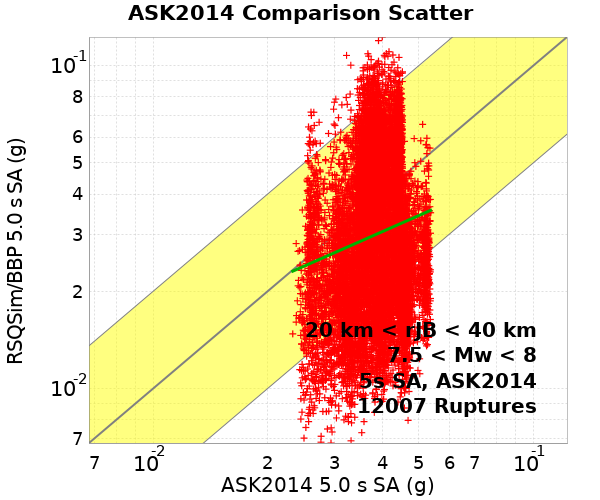 ASK2014 Comparison Scatter
RSQSim/BBP 5.0 s SA (g)
10-1
8
6
5
4
3
2
10-2
7
20 km < rJB < 40 km
7.5 < Mw < 8
5s SA, ASK2014
12007 Ruptures
7 10-2 2 3 4 5 6 7 8 10-1
ASK2014 5.0 s SA (g)